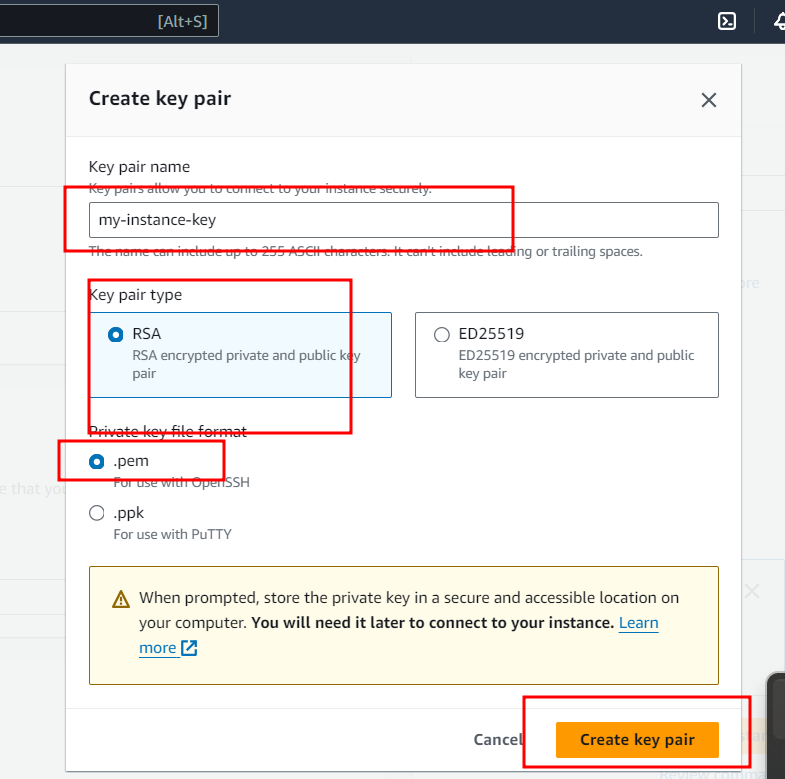 [Alt+S]
Create key pair
Key pair name
Key pairs allow you to connect to your instance securely.
my-instance-key
The name can include up to 255 ASCII characters. It can't include leading or trailing spaces.
Key pair type
RSA
RSA encrypted private and public key
pair
ED25519
ED25519 encrypted private and public
key pair
Private key file format
.pem
For use with OpenSSH
.ppk
For use with PuTTY
e that you
When prompted, store the private key in a secure and accessible location on
your computer. You will need it later to connect to your instance. Learn
more
Cancel
Create key pair
Review comma